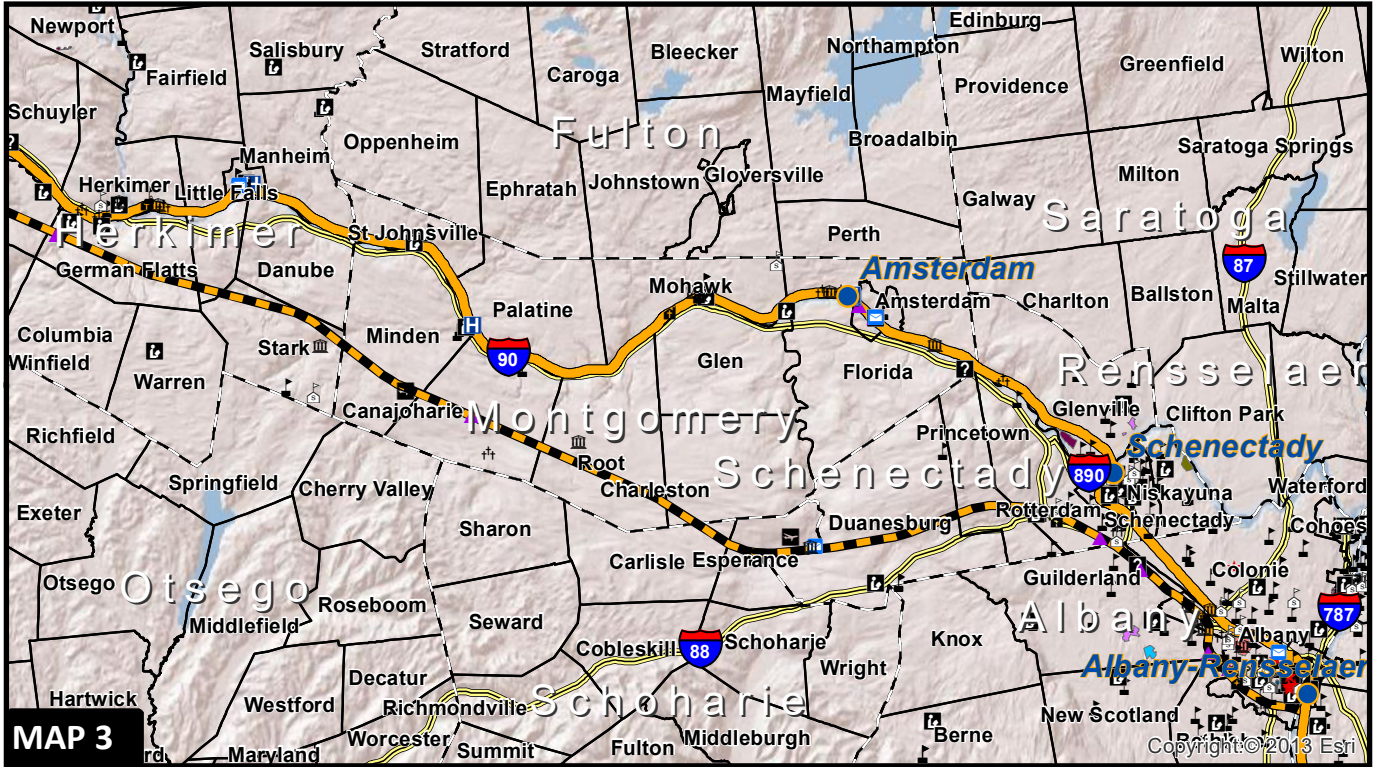 Newport
Edinburg
Salisbury
Stratford
Bleecker
Northampton
Wilton
Fairfield
Caroga
Greenfield
Mayfield
Providence
Schuyler
Fulton
Oppenheim
Broadalbin
Saratoga Springs
Manheim
Milton
Herkimer
Little Falls
Ephratah
Johnstown
Gloversville
Galway
Saratoga
Herkimer
St Johnsville
Perth
German Flatts
Danube
Amsterdam
87
Stillwater
Mohawk
Amsterdam
Charlton
Ballston
Malta
Palatine
H
Columbia
Minden
Winfield
Stark
90
Glen
Florida
?
Rensselaer
Warren
Canajoharie
Montgomery
Glenville
Clifton Park
Richfield
Princetown
Schenectady
Root
Schenectady
890
Springfield
Cherry Valley
Charleston
Niskayuna
Waterford
Exeter
Sharon
Duanesburg
Rotterdam
Schenectady
Cohoes
Carlisle
Esperance
Otsego
Otsego
Roseboom
Guilderland
Colonie
Middlefield
Seward
Albany
787
Cobleskill
88
Schoharie
Knox
Albany
Wright
Albany-Rensselaer
Decatur
Hartwick
Westford
Richmondville
Schoharie
New Scotland
MAP 3
Worcester
Middleburgh
Berne
rd
Maryland
Summit
Fulton
Copyright:© 2013 Esri